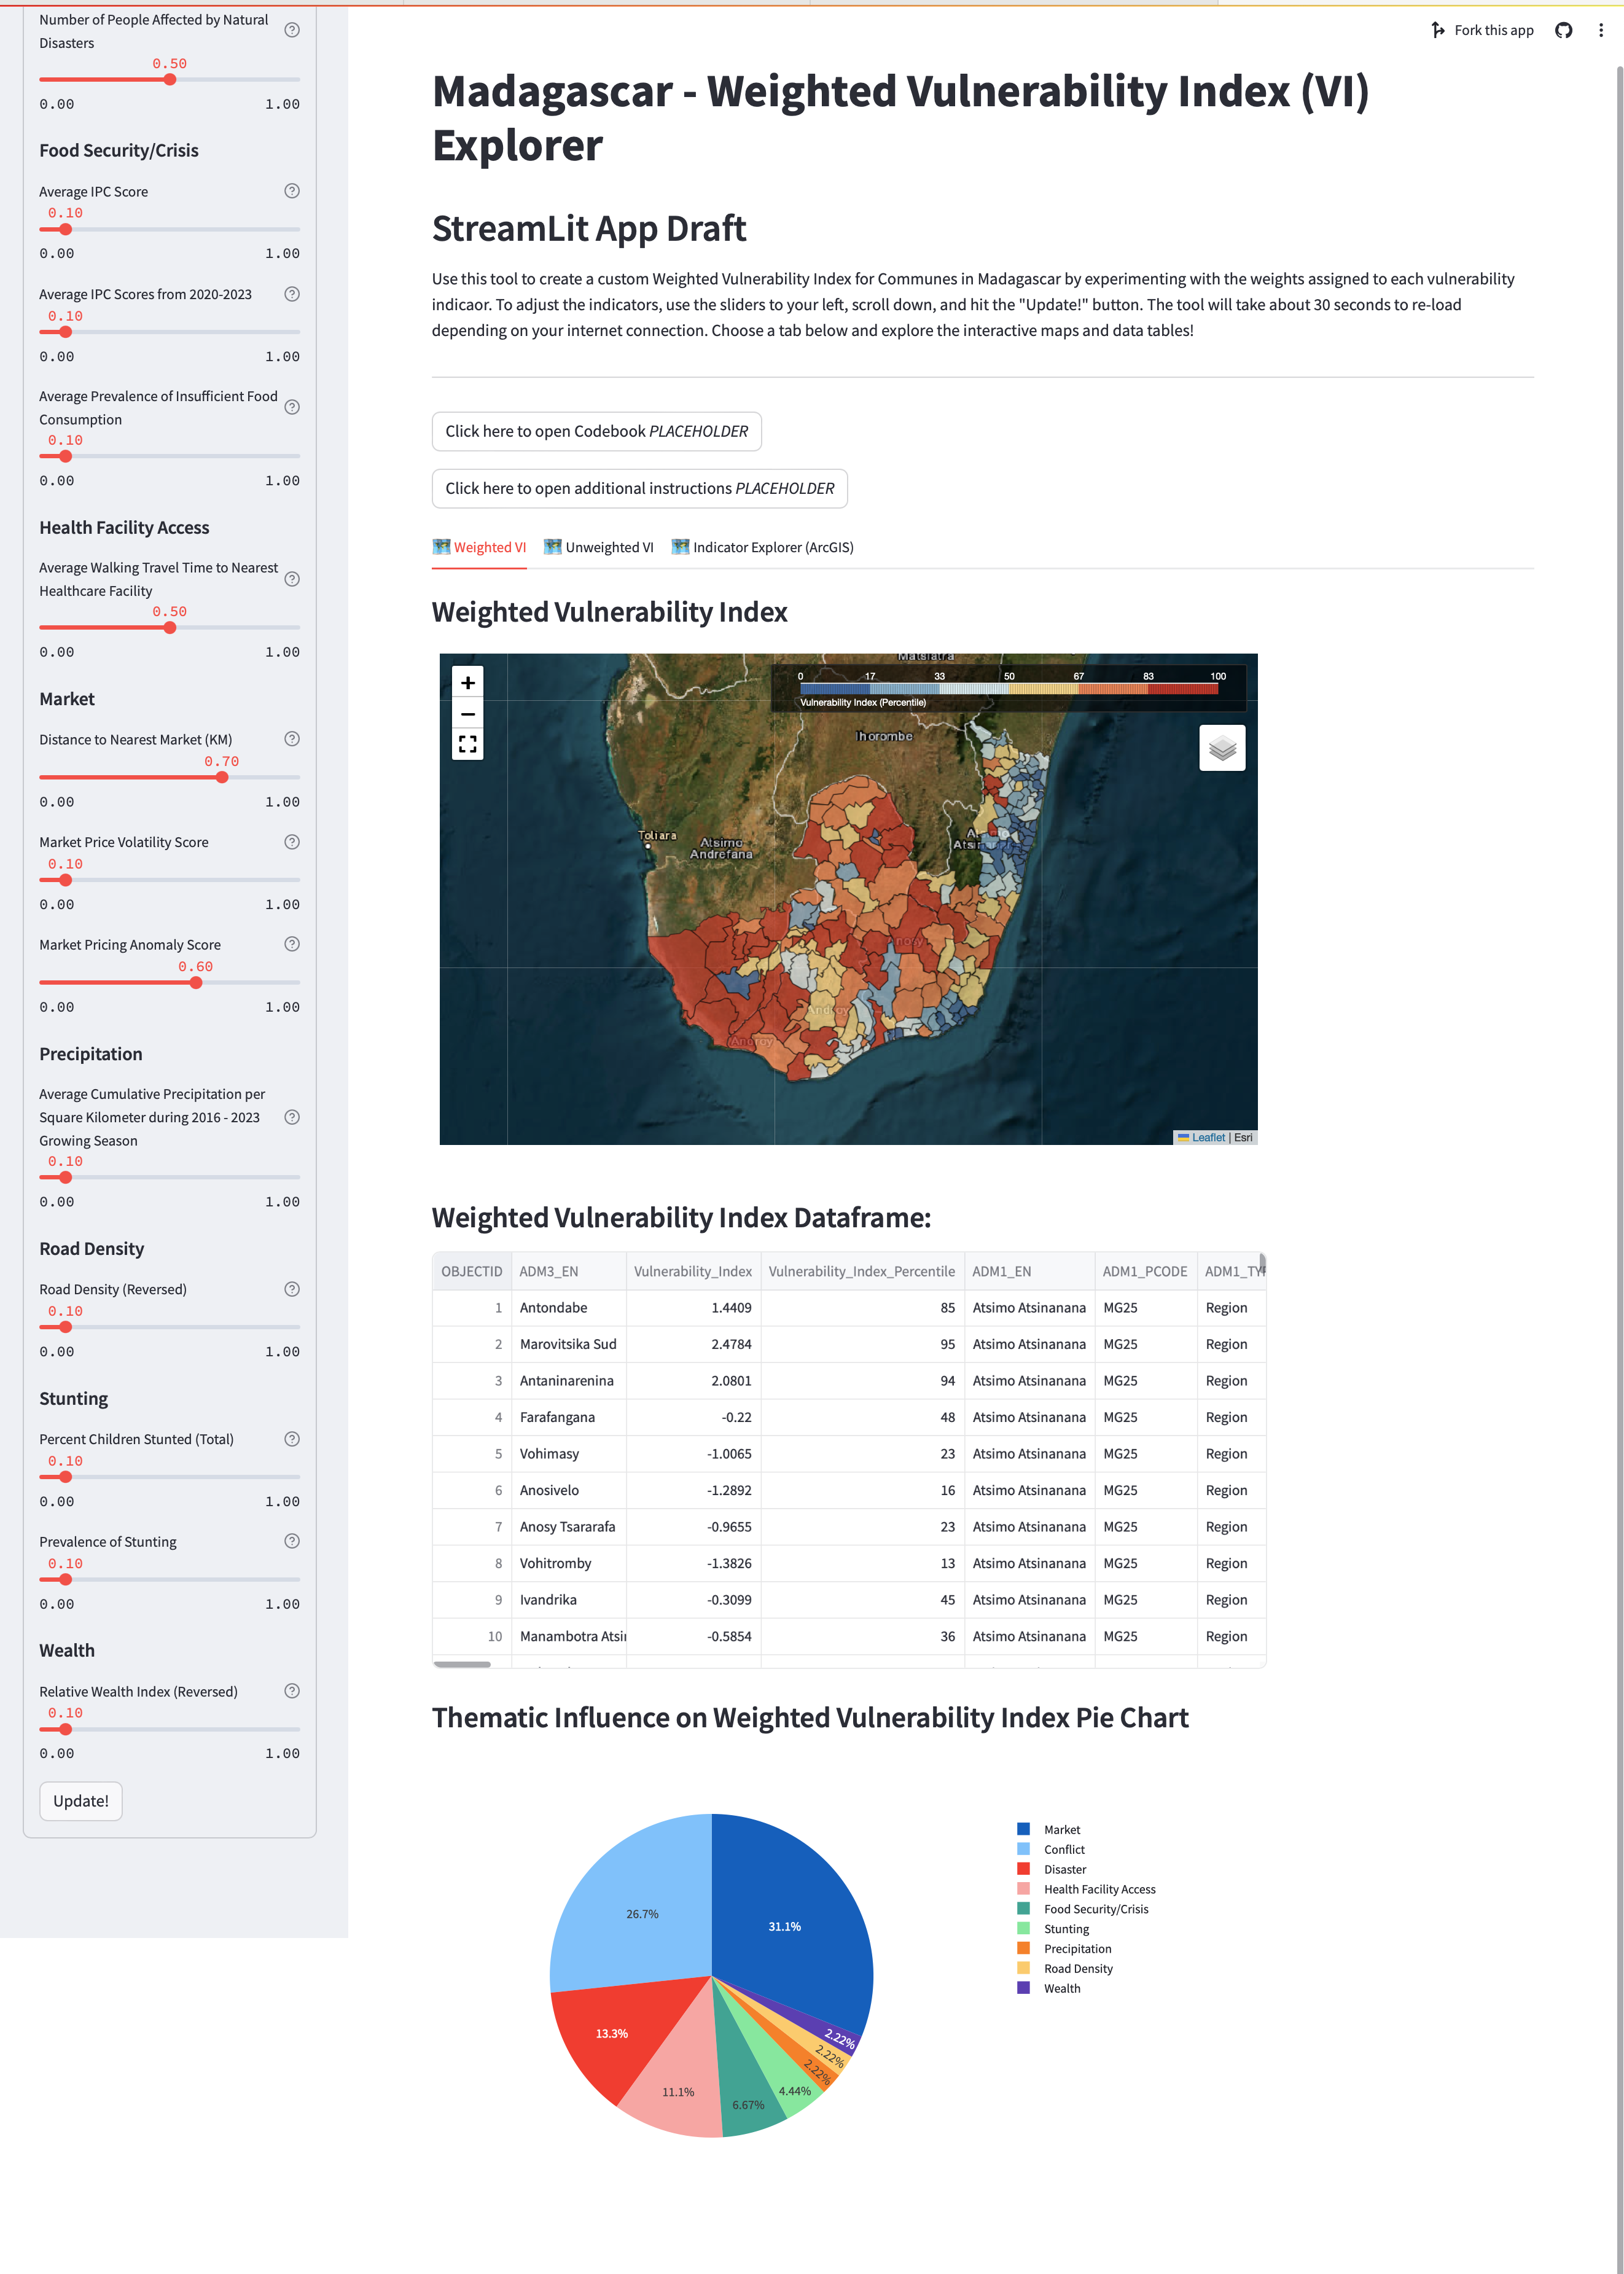 Number of People Affected by Natural
Disasters
0.50
0.00 1.00
Food Security/Crisis
Average IPC Score
0.10
0.00 1.00
Average IPC Scores from 2020-2023
0.10
0.00 1.00
Average Prevalence of Insufficient Food
Consumption
0.10
0.00 1.00
Health Facility Access
Average Walking Travel Time to Nearest
Healthcare Facility
0.50
0.00 1.00
Market
Distance to Nearest Market (KM)
0.70
0.00 1.00
Market Price Volatility Score
0.10
0.00 1.00
Market Pricing Anomaly Score
0.60
0.00 1.00
Precipitation
Average Cumulative Precipitation per
Square Kilometer during 2016 - 2023
Growing Season
0.10
0.00 1.00
Road Density
Road Density (Reversed)
0.10
0.00 1.00
Stunting
Percent Children Stunted (Total)
0.10
0.00 1.00
Prevalence of Stunting
0.10
0.00 1.00
Wealth
Relative Wealth Index (Reversed)
0.10
0.00 1.00
Update!
Fork this app
Madagascar - Weighted Vulnerability Index (VI)
Explorer
StreamLit App Draft
Use this tool to create a custom Weighted Vulnerability Index for Communes in Madagascar by experimenting with the weights assigned to each vulnerability
indicaor. To adjust the indicators, use the sliders to your left, scroll down, and hit the "Update!" button. The tool will take about 30 seconds to re-load
depending on your internet connection. Choose a tab below and explore the interactive maps and data tables!
Click here to open Codebook PLACEHOLDER
Click here to open additional instructions PLACEHOLDER
Weighted VI Unweighted VI Indicator Explorer (ArcGIS)
Weighted Vulnerability Index
+
−
Matsiatra
0 17 33 50 67 83 100
Vulnerability Index (Percentile)
Ihorombe
Toliara
Atsimo
Andrefana
Anosy
Androy
Androy
Leaflet | Esri
Weighted Vulnerability Index Dataframe:
OBJECTID ADM3_EN Vulnerability_Index Vulnerability_Index_Percentile ADM1_EN ADM1_PCODE ADM1_TYP
1 Antondabe 1.4409 85 Atsimo Atsinanana MG25 Region
2 Marovitsika Sud 2.4784 95 Atsimo Atsinanana MG25 Region
3 Antaninarenina 2.0801 94 Atsimo Atsinanana MG25 Region
4 Farafangana -0.22 48 Atsimo Atsinanana MG25 Region
5 Vohimasy -1.0065 23 Atsimo Atsinanana MG25 Region
6 Anosivelo -1.2892 16 Atsimo Atsinanana MG25 Region
7 Anosy Tsararafa -0.9655 23 Atsimo Atsinanana MG25 Region
8 Vohitromby -1.3826 13 Atsimo Atsinanana MG25 Region
9 Ivandrika -0.3099 45 Atsimo Atsinanana MG25 Region
10 Manambotra Atsi -0.5854 36 Atsimo Atsinanana MG25 Region
Thematic Influence on Weighted Vulnerability Index Pie Chart
31.1%
26.7%
13.3%
11.1%
6.67%
4.44%
2.22%
2.22%
2.22%
Market
Conflict
Disaster
Health Facility Access
Food Security/Crisis
Stunting
Precipitation
Road Density
Wealth